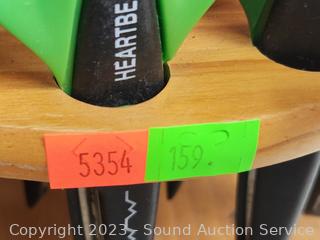 HEARTBE
5354
159.
Copyright 2023, Sound Auction Service